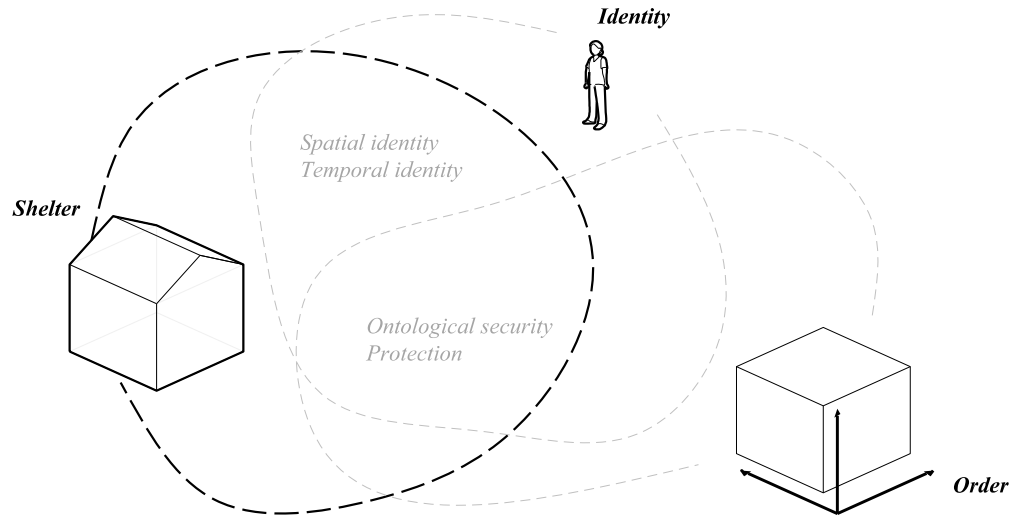 Identity
Spatial identity
Temporal identity
Shelter
Ontological security
Protection
Order